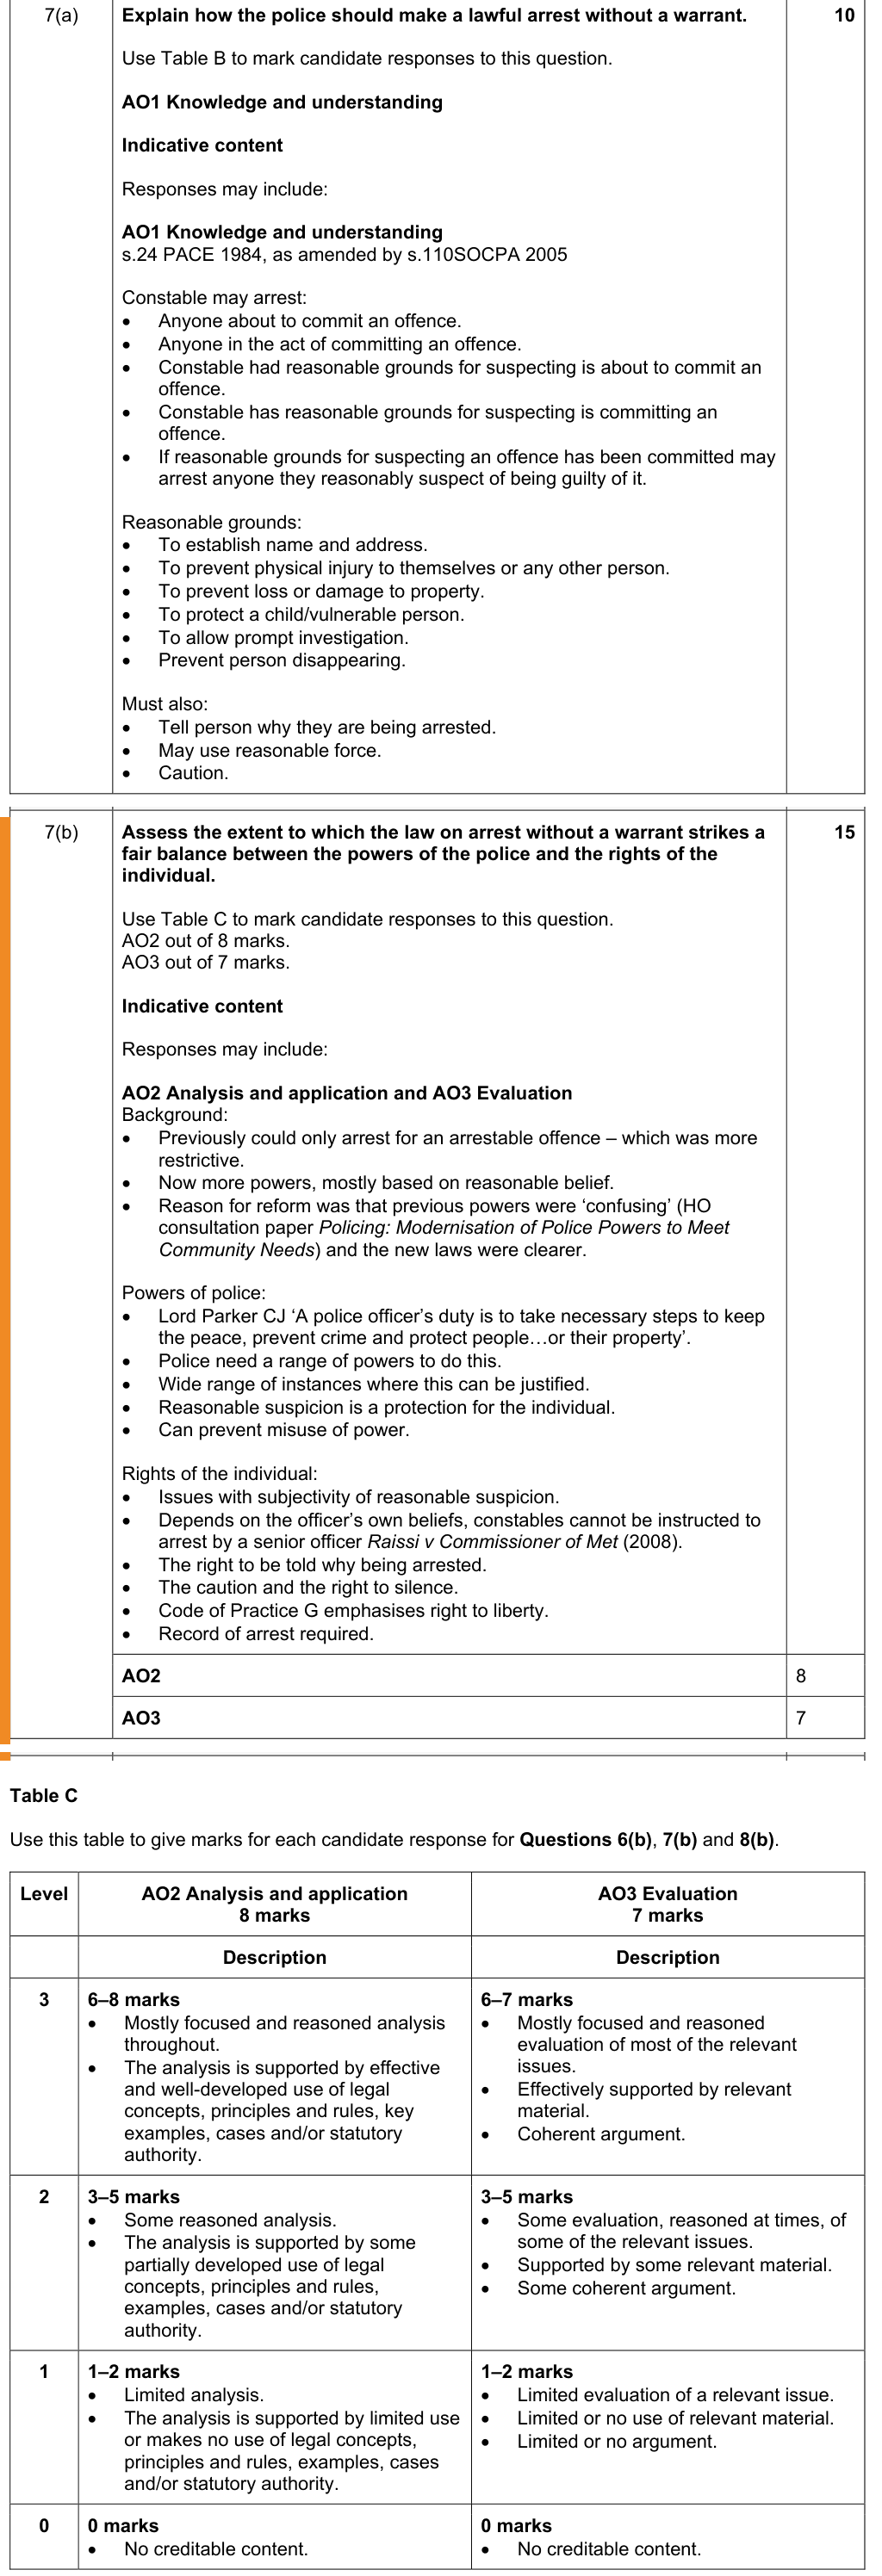 7(a) Explain how the police should make a lawful arrest without a warrant. 10
Use Table B to mark candidate responses to this question.
AO1 Knowledge and understanding
Indicative content
Responses may include:
AO1 Knowledge and understanding
s.24 PACE 1984, as amended by s.110SOCPA 2005
Constable may arrest:
• Anyone about to commit an offence.
• Anyone in the act of committing an offence.
• Constable had reasonable grounds for suspecting is about to commit an
offence.
• Constable has reasonable grounds for suspecting is committing an
offence.
• If reasonable grounds for suspecting an offence has been committed may
arrest anyone they reasonably suspect of being guilty of it.
Reasonable grounds:
• To establish name and address.
• To prevent physical injury to themselves or any other person.
• To prevent loss or damage to property.
• To protect a child/vulnerable person.
• To allow prompt investigation.
• Prevent person disappearing.
Must also:
• Tell person why they are being arrested.
• May use reasonable force.
• Caution.
7(b) Assess the extent to which the law on arrest without a warrant strikes a 15
fair balance between the powers of the police and the rights of the
individual.
Use Table C to mark candidate responses to this question.
AO2 out of 8 marks.
AO3 out of 7 marks.
Indicative content
Responses may include:
AO2 Analysis and application and AO3 Evaluation
Background:
• Previously could only arrest for an arrestable offence – which was more
restrictive.
• Now more powers, mostly based on reasonable belief.
• Reason for reform was that previous powers were ‘confusing’ (HO
consultation paper Policing: Modernisation of Police Powers to Meet
Community Needs) and the new laws were clearer.
Powers of police:
• Lord Parker CJ ‘A police officer’s duty is to take necessary steps to keep
the peace, prevent crime and protect people…or their property’.
• Police need a range of powers to do this.
• Wide range of instances where this can be justified.
• Reasonable suspicion is a protection for the individual.
• Can prevent misuse of power.
Rights of the individual:
• Issues with subjectivity of reasonable suspicion.
• Depends on the officer’s own beliefs, constables cannot be instructed to
arrest by a senior officer Raissi v Commissioner of Met (2008).
• The right to be told why being arrested.
• The caution and the right to silence.
• Code of Practice G emphasises right to liberty.
• Record of arrest required.
AO2 8
AO3 7
Table C
Use this table to give marks for each candidate response for Questions 6(b), 7(b) and 8(b).
Level AO2 Analysis and application AO3 Evaluation
8 marks 7 marks
Description Description
3
6–8 marks
• Mostly focused and reasoned analysis
throughout.
• The analysis is supported by effective
and well-developed use of legal
concepts, principles and rules, key
examples, cases and/or statutory
authority.
6–7 marks
• Mostly focused and reasoned
evaluation of most of the relevant
issues.
• Effectively supported by relevant
material.
• Coherent argument.
2
3–5 marks
• Some reasoned analysis.
• The analysis is supported by some
partially developed use of legal
concepts, principles and rules,
examples, cases and/or statutory
authority.
3–5 marks
• Some evaluation, reasoned at times, of
some of the relevant issues.
• Supported by some relevant material.
• Some coherent argument.
1
1–2 marks
• Limited analysis.
• The analysis is supported by limited use
or makes no use of legal concepts,
principles and rules, examples, cases
and/or statutory authority.
1–2 marks
• Limited evaluation of a relevant issue.
• Limited or no use of relevant material.
• Limited or no argument.
0
0 marks
• No creditable content.
0 marks
• No creditable content.